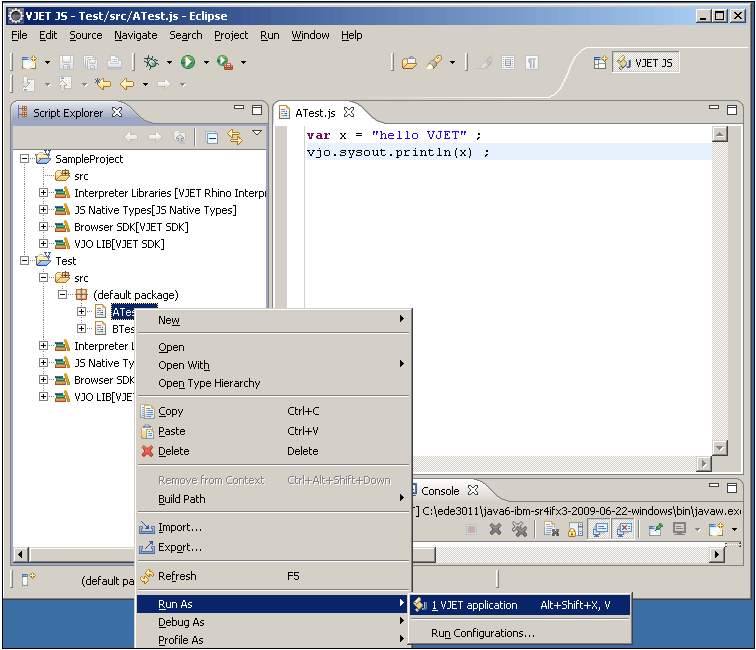 VJET JS - Test/src/ATest.js - Eclipse
File Edit Source Navigate Search Project Run Window Help
VJET JS
Script Explorer
ATest.js
var x = "hello VJET" ;
vjo.sysout.println(x) ;
SampleProject
src
Interpreter Libraries [VJET Rhino Interpr
JS Native Types[JS Native Types]
Browser SDK[VJET SDK]
VJO LIB[VJET SDK]
Test
src
(default package)
ATes
BTes
Interpreter L
JS Native Ty
Browser SDK
VJO LIB[VJE
New
Open
Open With
Open Type Hierarchy
Copy Ctrl+C
Paste Ctrl+V
Delete Delete
Remove from Context Ctrl+Alt+Shift+Down
Build Path
Import...
Export...
Refresh F5
Run As
Debug As
Profile As
Console
] C:\ede3011\java6-ibm-sr4ifx3-2009-06-22-windows\bin\javaw.exe
(default pa
1 VJET application Alt+Shift+X, V
Run Configurations...